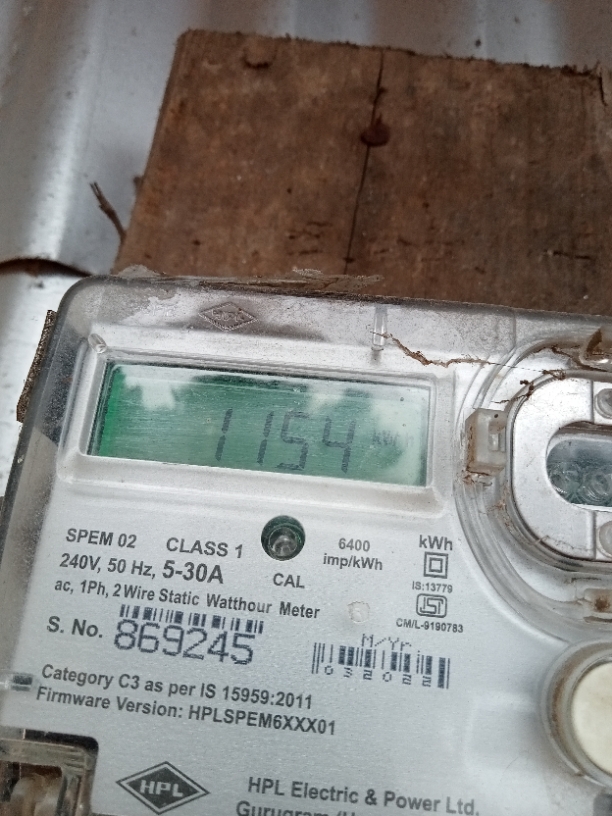 1154 kWh
SPEM 02 CLASS 1
240V, 50 Hz, 5-30A
ac, 1Ph, 2 Wire Static Watthour Meter
CAL
6400
imp/kWh
kWh
IS:13779
CM/L-9190783
S. No. 869245
M/Yr
032022
Category C3 as per IS 15959:2011
Firmware Version: HPLSPEM6XXX01
HPL
HPL Electric & Power Ltd.
Gurugram